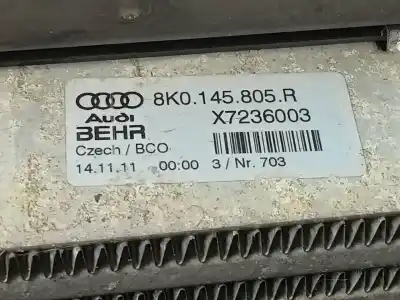 8K0.145.805.R
Audi X7236003
BEHR
Czech / BCO
14.11.11 00:00 3 / Nr. 703